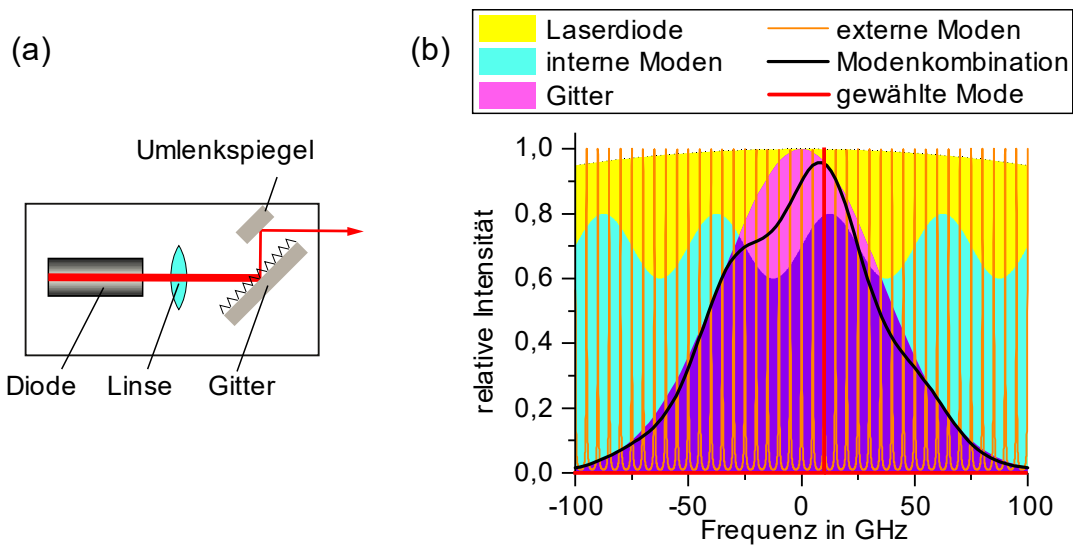 (a)
Umlenkspiegel
Diode
Linse
Gitter
(b)
Laserdiode
interne Moden
Gitter
externe Moden
Modenkombination
gewählte Mode
relative Intensität
1,0
0,8
0,6
0,4
0,2
0,0
-100
-50
0
50
100
Frequenz in GHz